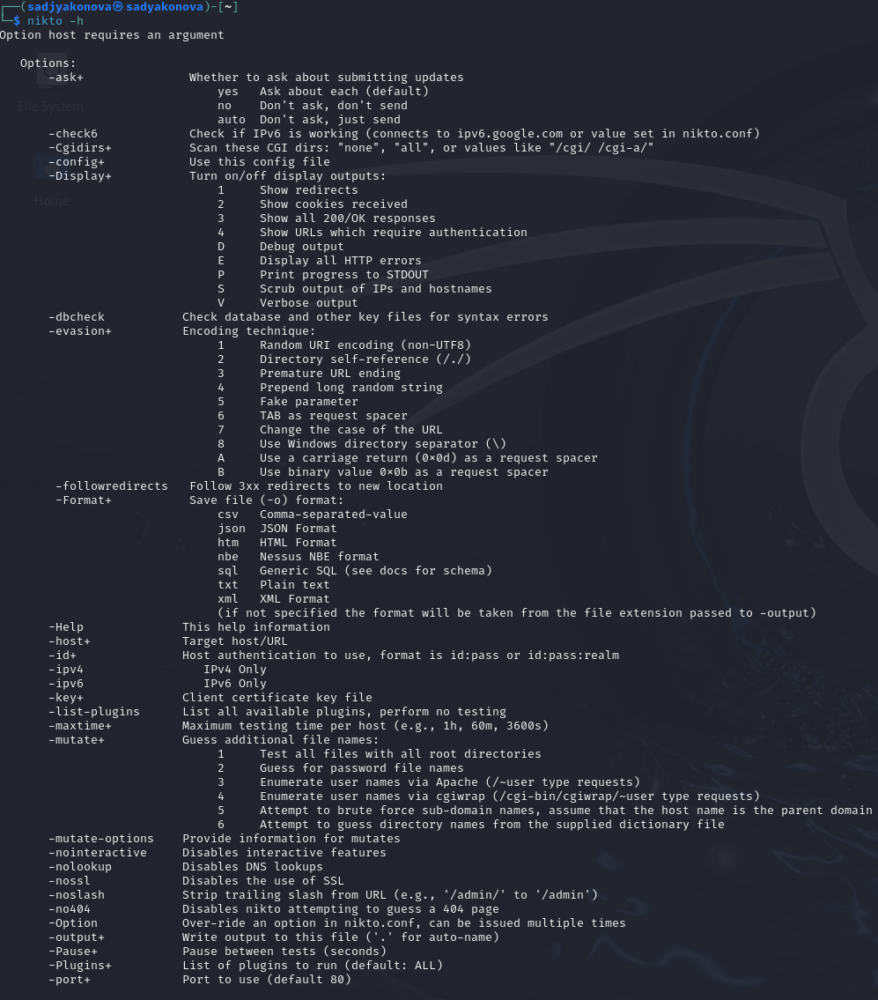 ┌──(sadjyakonova㉿sadyakonova)-[~]
└─$ nikto -h
Option host requires an argument

   Options:
       -ask+               Whether to ask about submitting updates
                               yes   Ask about each (default)
                               no    Don't ask, don't send
                               auto  Don't ask, just send
       -check6             Check if IPv6 is working (connects to ipv6.google.com or value set in nikto.conf)
       -Cgidirs+           Scan these CGI dirs: "none", "all", or values like "/cgi/ /cgi-a/"
       -config+            Use this config file
       -Display+           Turn on/off display outputs:
                               1     Show redirects
                               2     Show cookies received
                               3     Show all 200/OK responses
                               4     Show URLs which require authentication
                               D     Debug output
                               E     Display all HTTP errors
                               P     Print progress to STDOUT
                               S     Scrub output of IPs and hostnames
                               V     Verbose output
       -dbcheck           Check database and other key files for syntax errors
       -evasion+          Encoding technique:
                               1     Random URI encoding (non-UTF8)
                               2     Directory self-reference (/./)
                               3     Premature URL ending
                               4     Prepend long random string
                               5     Fake parameter
                               6     TAB as request spacer
                               7     Change the case of the URL
                               8     Use Windows directory separator (\)
                               A     Use a carriage return (0x0d) as a request spacer
                               B     Use binary value 0x0b as a request spacer
        -followredirects   Follow 3xx redirects to new location
        -Format+           Save file (-o) format:
                               csv   Comma-separated-value
                               json  JSON Format
                               htm   HTML Format
                               nbe   Nessus NBE format
                               sql   Generic SQL (see docs for schema)
                               txt   Plain text
                               xml   XML Format
                               (if not specified the format will be taken from the file extension passed to -output)
       -Help              This help information
       -host+             Target host/URL
       -id+               Host authentication to use, format is id:pass or id:pass:realm
       -ipv4                 IPv4 Only
       -ipv6                 IPv6 Only
       -key+              Client certificate key file
       -list-plugins      List all available plugins, perform no testing
       -maxtime+          Maximum testing time per host (e.g., 1h, 60m, 3600s)
       -mutate+           Guess additional file names:
                               1     Test all files with all root directories
                               2     Guess for password file names
                               3     Enumerate user names via Apache (/~user type requests)
                               4     Enumerate user names via cgiwrap (/cgi-bin/cgiwrap/~user type requests)
                               5     Attempt to brute force sub-domain names, assume that the host name is the parent domain
                               6     Attempt to guess directory names from the supplied dictionary file
       -mutate-options    Provide information for mutates
       -nointeractive     Disables interactive features
       -nolookup          Disables DNS lookups
       -nossl             Disables the use of SSL
       -noslash           Strip trailing slash from URL (e.g., '/admin/' to '/admin')
       -no404             Disables nikto attempting to guess a 404 page
       -Option            Over-ride an option in nikto.conf, can be issued multiple times
       -output+           Write output to this file ('.' for auto-name)
       -Pause+            Pause between tests (seconds)
       -Plugins+          List of plugins to run (default: ALL)
       -port+             Port to use (default 80)
File System
Home